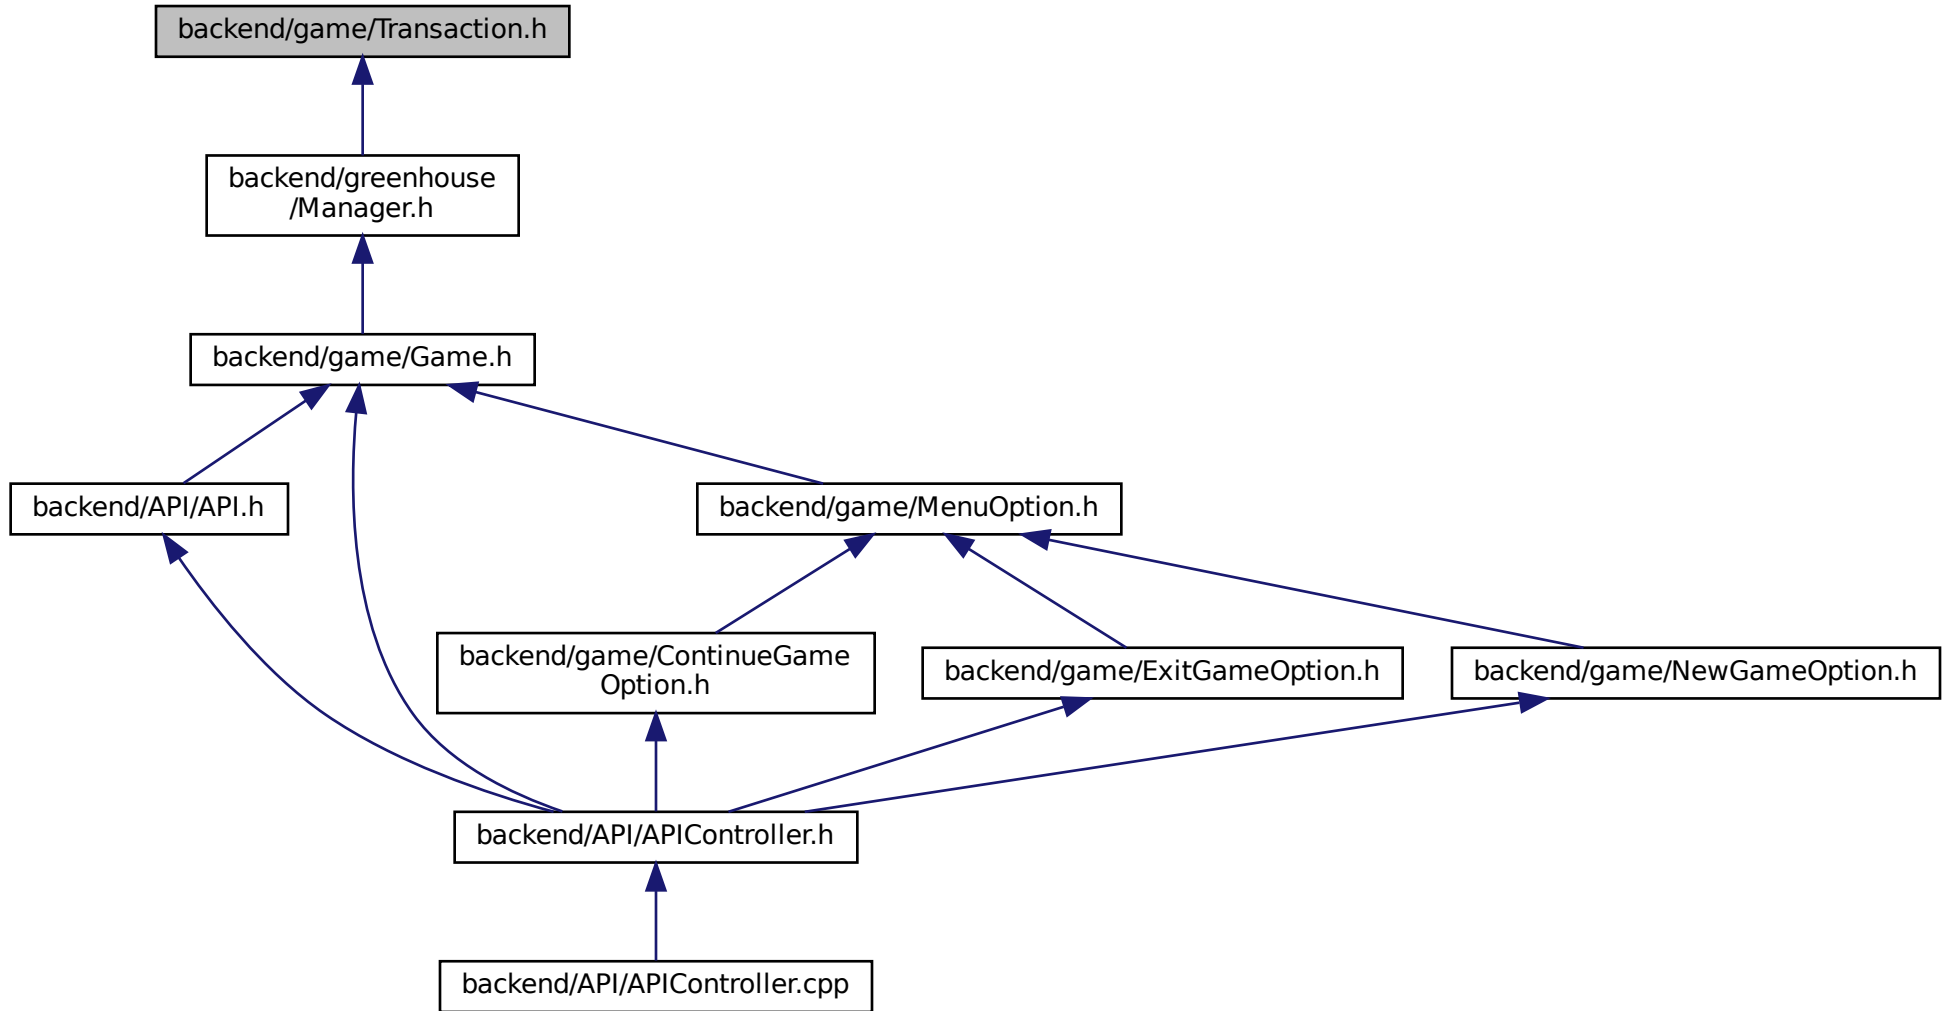 backend/game/Transaction.h
backend/greenhouse
/Manager.h
backend/game/Game.h
backend/API/API.h
backend/game/MenuOption.h
backend/game/ContinueGame
Option.h
backend/game/ExitGameOption.h
backend/game/NewGameOption.h
backend/API/APIController.h
backend/API/APIController.cpp